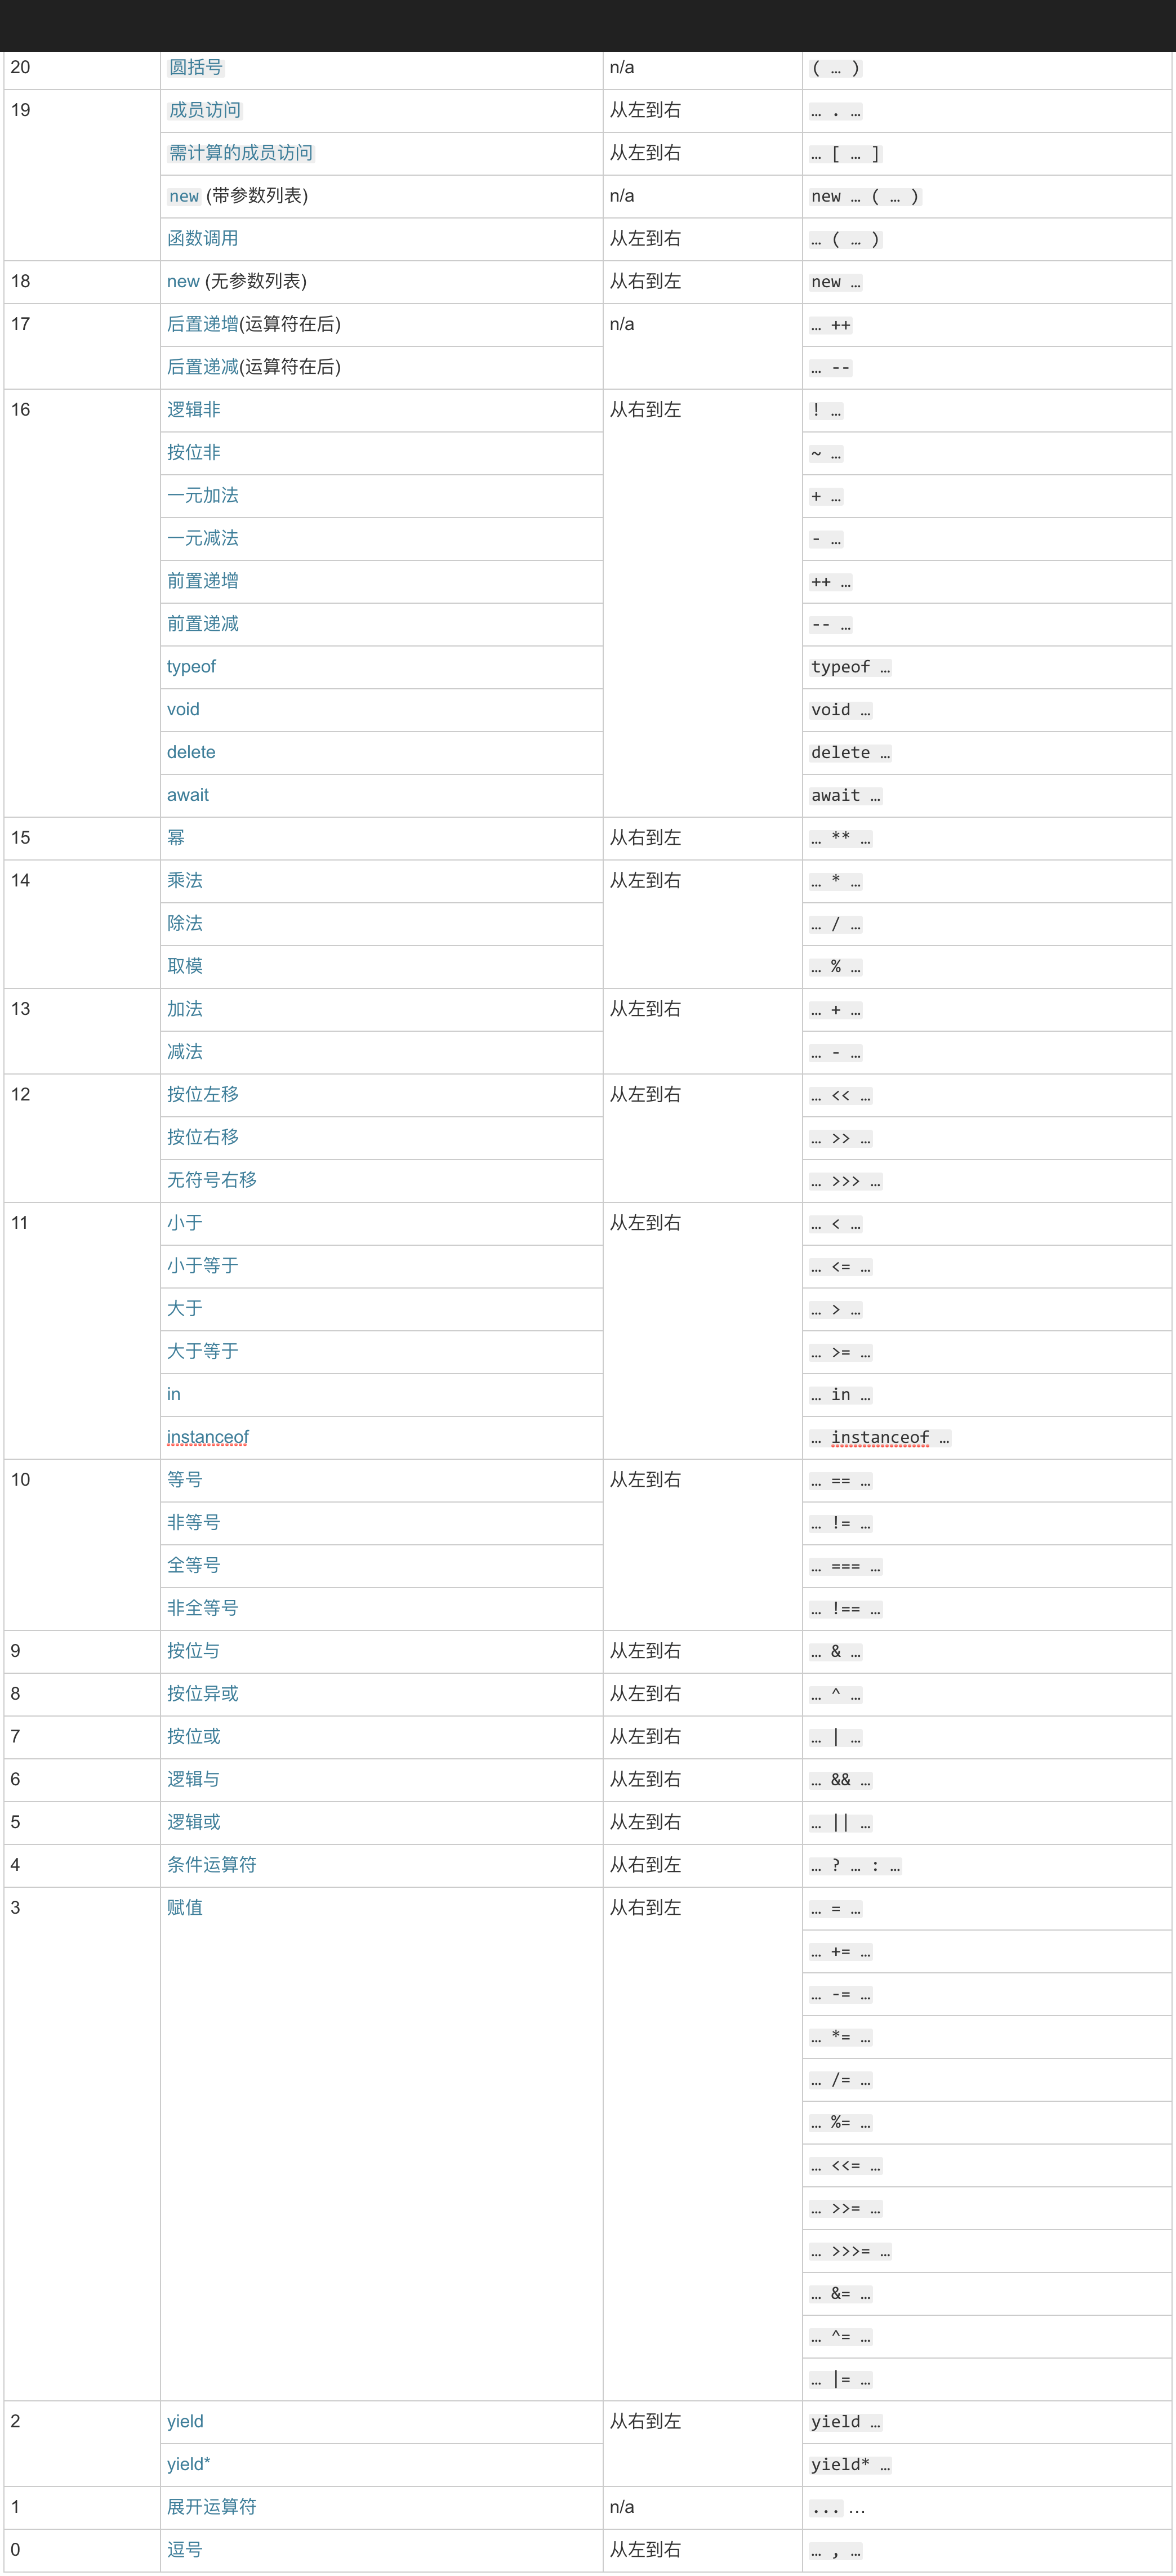 20 圆括号 n/a ( … )
19 成员访问 从左到右 … . …
需计算的成员访问 从左到右 … [ … ]
new (带参数列表) n/a new … ( … )
函数调用 从左到右 … ( … )
18 new (无参数列表) 从右到左 new …
17 后置递增(运算符在后) n/a … ++
后置递减(运算符在后) … --
16 逻辑非 从右到左 ! …
按位非 ~ …
一元加法 + …
一元减法 - …
前置递增 ++ …
前置递减 -- …
typeof typeof …
void void …
delete delete …
await await …
15 幂 从右到左 … ** …
14 乘法 从左到右 … * …
除法 … / …
取模 … % …
13 加法 从左到右 … + …
减法 … - …
12 按位左移 从左到右 … << …
按位右移 … >> …
无符号右移 … >>> …
11 小于 从左到右 … < …
小于等于 … <= …
大于 … > …
大于等于 … >= …
in … in …
instanceof … instanceof …
10 等号 从左到右 … == …
非等号 … != …
全等号 … === …
非全等号 … !== …
9 按位与 从左到右 … & …
8 按位异或 从左到右 … ^ …
7 按位或 从左到右 … | …
6 逻辑与 从左到右 … && …
5 逻辑或 从左到右 … || …
4 条件运算符 从右到左 … ? … : …
3 赋值 从右到左 … = …
… += …
… -= …
… *= …
… /= …
… %= …
… <<= …
… >>= …
… >>>= …
… &= …
… ^= …
… |= …
2 yield 从右到左 yield …
yield* yield* …
1 展开运算符 n/a ... …
0 逗号 从左到右 … , …